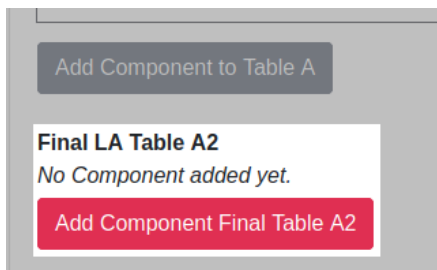 Add Component to Table A
Final LA Table A2
No Component added yet.
Add Component Final Table A2